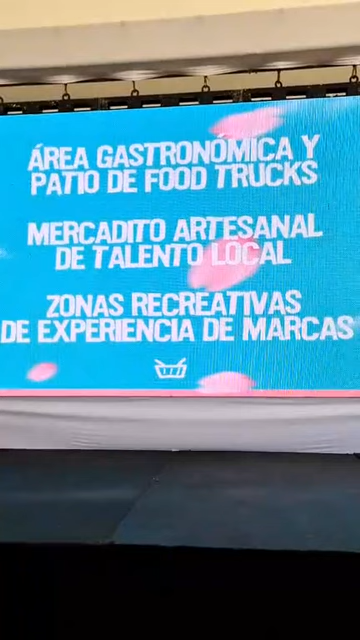 ÁREA GASTRONÓMICA Y
PATIO DE FOOD TRUCKS
MERCADITO ARTESANAL
DE TALENTO LOCAL
ZONAS RECREATIVAS
DE EXPERIENCIA DE MARCAS